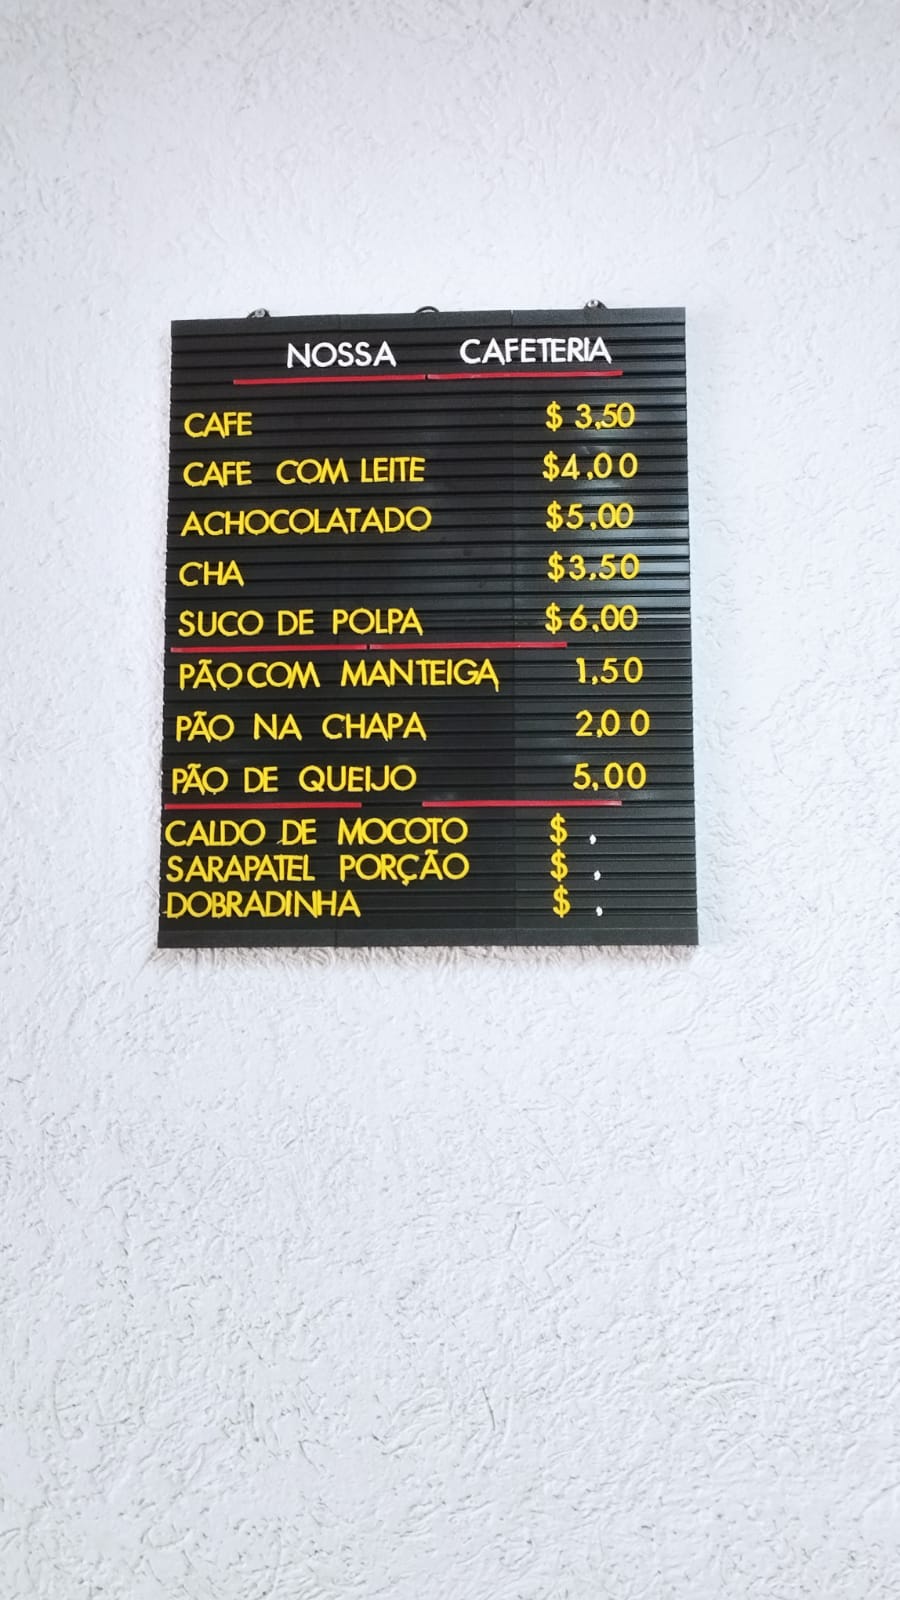 NOSSA CAFETERIA
CAFE $ 3,50
CAFE COM LEITE $4,00
ACHOCOLATADO $5,00
CHA $3,50
SUCO DE POLPA $6,00
PÃO COM MANTEIGA 1,50
PÃO NA CHAPA 2,00
PÃO DE QUEIJO 5,00
CALDO DE MOCOTO $ ,
SARAPATEL PORÇÃO $ ,
DOBRADINHA $ ,